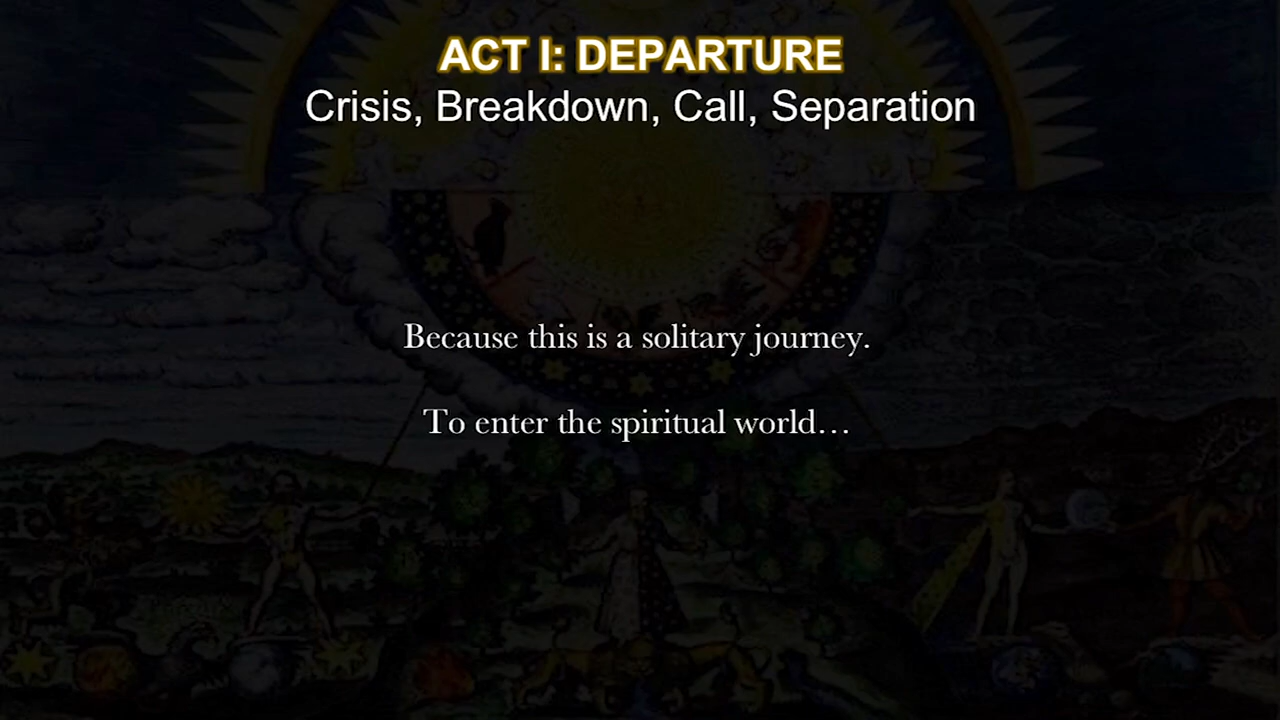 ACT I: DEPARTURE
Crisis, Breakdown, Call, Separation
Because this is a solitary journey.
To enter the spiritual world…